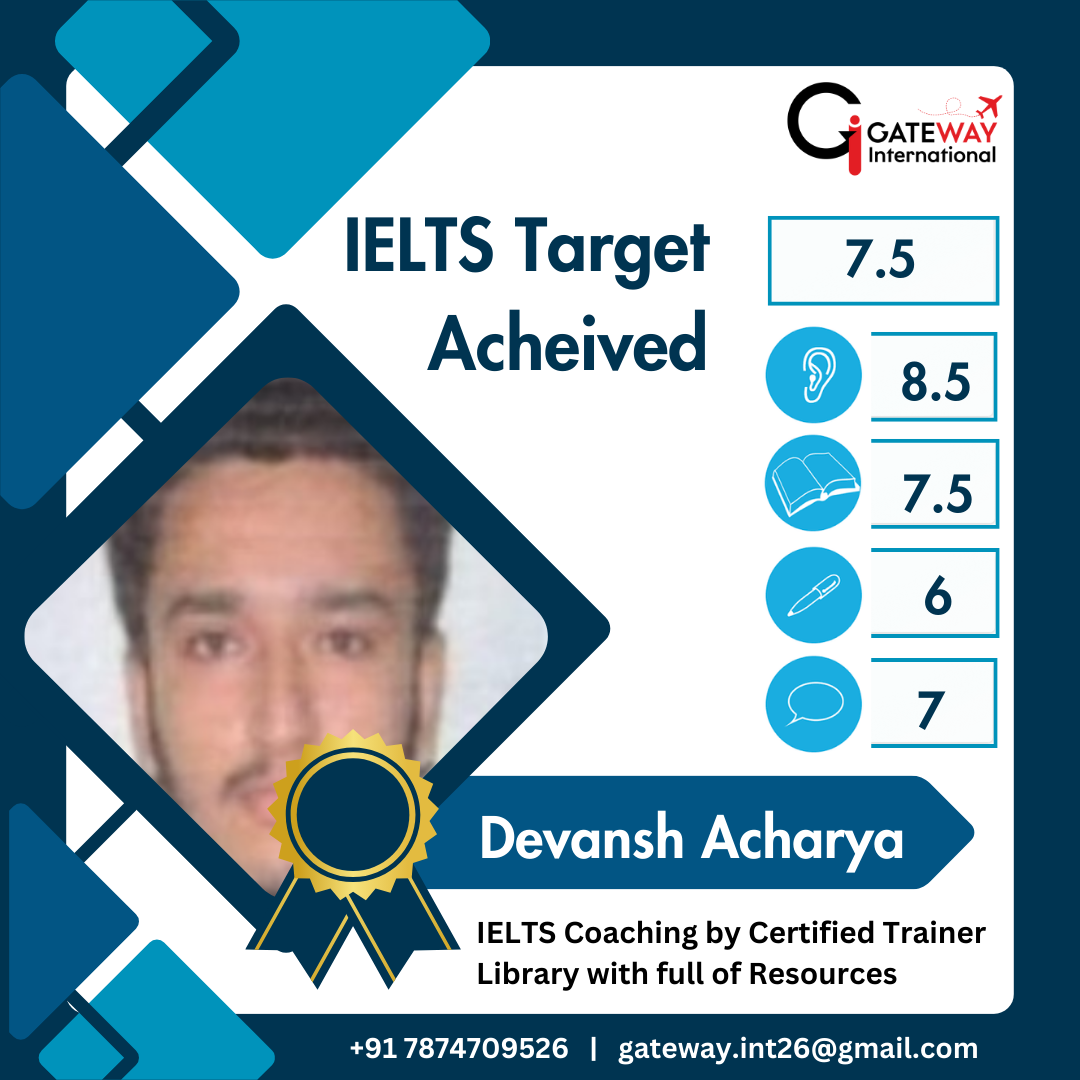 Gi GATEWAY
International
IELTS Target
Acheived
7.5
8.5
7.5
6
7
Devansh Acharya
IELTS Coaching by Certified Trainer
Library with full of Resources
+91 7874709526 | gateway.int26@gmail.com